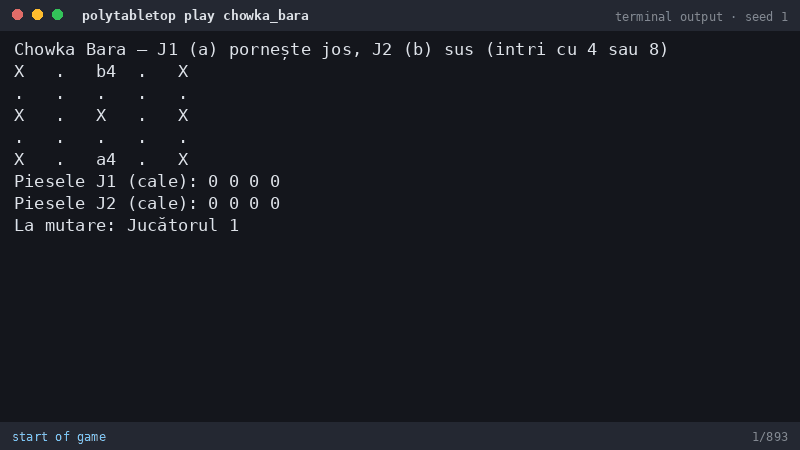 polytabletop play chowka_bara
terminal output · seed 1
Chowka Bara — J1 (a) pornește jos, J2 (b) sus (intri cu 4 sau 8)
X . b4 . X
. . . . .
X . X . X
. . . . .
X . a4 . X
Piesele J1 (cale): 0 0 0 0
Piesele J2 (cale): 0 0 0 0
La mutare: Jucătorul 1
start of game
1/893